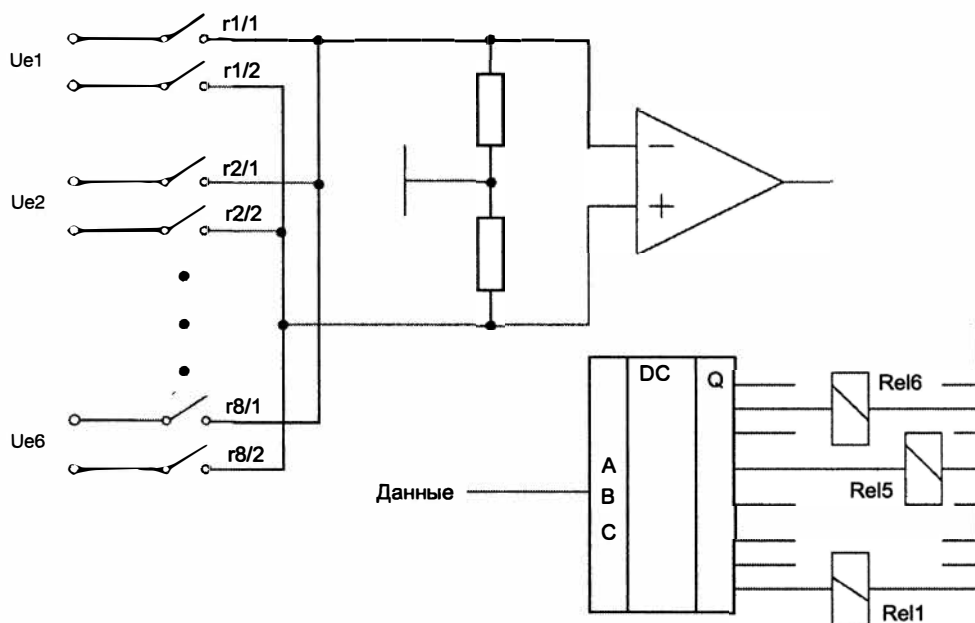 Ue1
r1/1
r1/2
Ue2
r2/1
r2/2
Ue6
r8/1
r8/2
−
+
Данные
A
B
C
DC
Q
Rel6
Rel5
Rel1